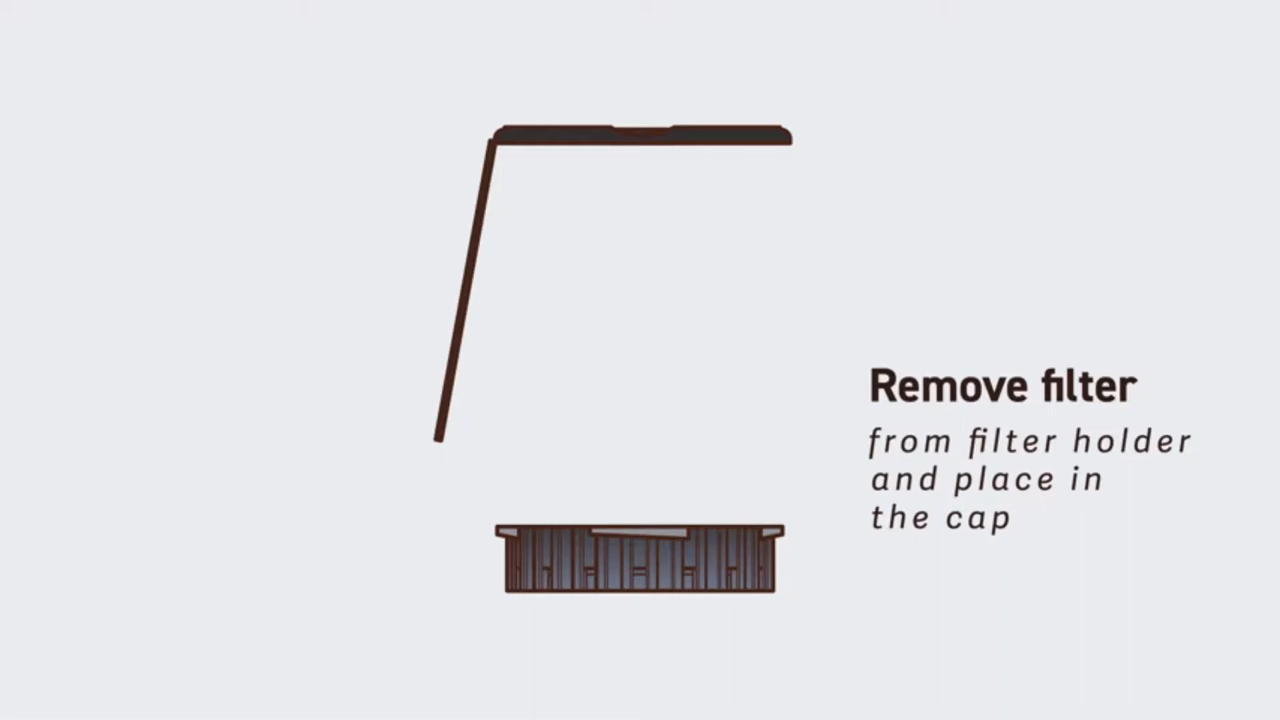 Remove filter
from filter holder
and place in
the cap